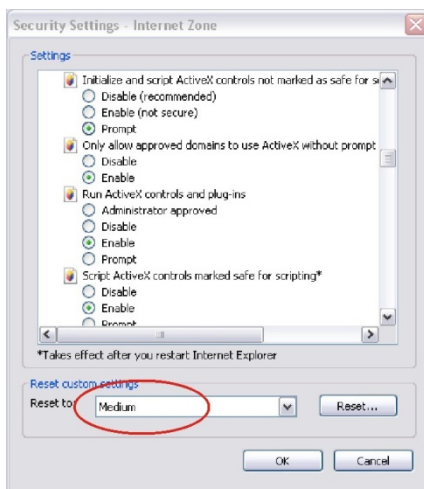 Security Settings - Internet Zone
Settings
Initialize and script ActiveX controls not marked as safe for s
Disable (recommended)
Enable (not secure)
Prompt
Only allow approved domains to use ActiveX without prompt
Disable
Enable
Run ActiveX controls and plug-ins
Administrator approved
Disable
Enable
Prompt
Script ActiveX controls marked safe for scripting*
Disable
Enable
Prompt
*Takes effect after you restart Internet Explorer
Reset custom settings
Reset to:
Medium
Reset...
OK
Cancel